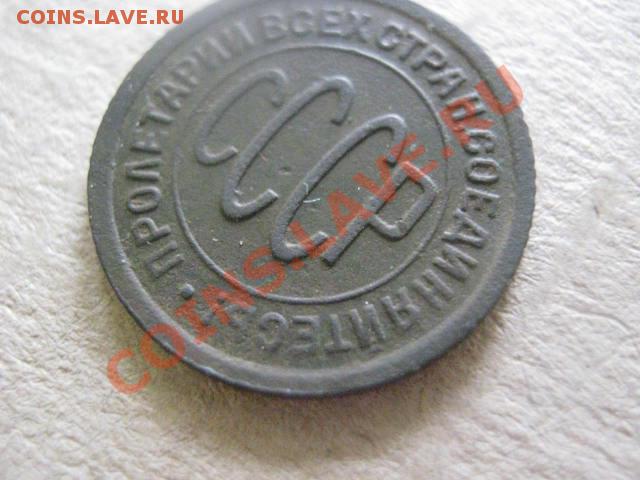 COINS.LAVE.RU
• ПРОЛЕТАРИИ ВСЕХ СТРАН, СОЕДИНЯЙТЕСЬ!
СССР
COINS.LAVE.RU